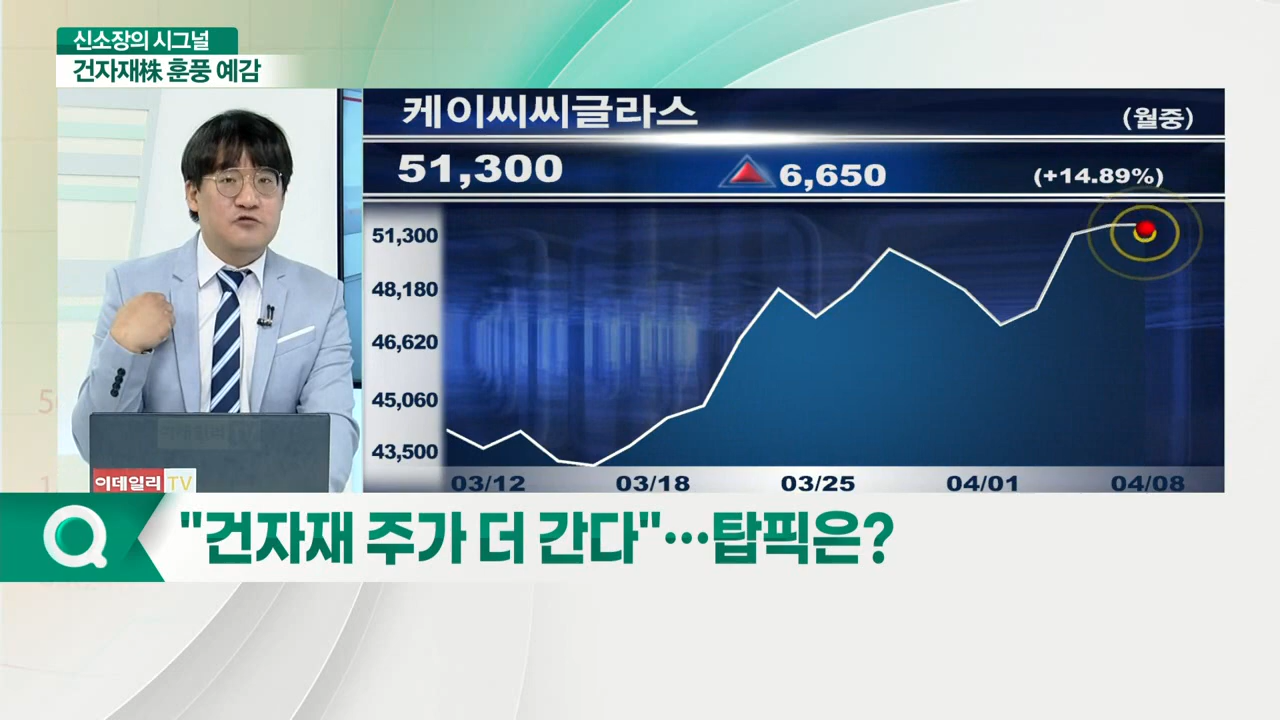 신소장의 시그널
건자재株 훈풍 예감
케이씨씨글라스 (월중)
51,300 6,650 (+14.89%)
51,300
48,180
46,620
45,060
43,500
03/12 03/18 03/25 04/01 04/08
이데일리 TV
"건자재 주가 더 간다"…탑픽은?